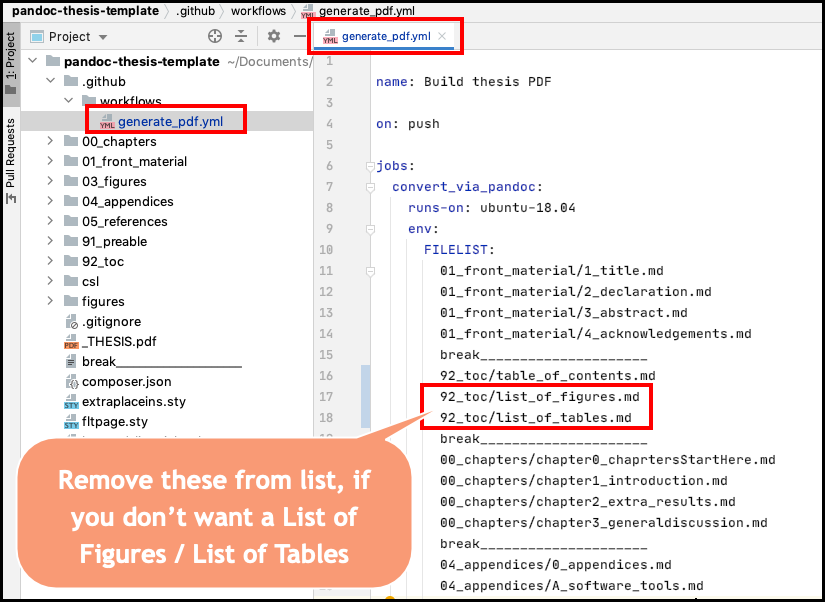 pandoc-thesis-template › .github › workflows › generate_pdf.yml
Project
generate_pdf.yml
1: Project
Pull Requests
pandoc-thesis-template ~/Documents/
.github
workflows
generate_pdf.yml
00_chapters
01_front_material
03_figures
04_appendices
05_references
91_preable
92_toc
csl
figures
.gitignore
_THESIS.pdf
break__________________
composer.json
extraplaceins.sty
fltpage.sty
1
2 name: Build thesis PDF
3
4 on: push
5
6 jobs:
7 convert_via_pandoc:
8 runs-on: ubuntu-18.04
9 env:
10 FILELIST:
11 01_front_material/1_title.md
12 01_front_material/2_declaration.md
13 01_front_material/3_abstract.md
14 01_front_material/4_acknowledgements.md
15 break_____________________
16 92_toc/table_of_contents.md
17 92_toc/list_of_figures.md
18 92_toc/list_of_tables.md
break_____________________
00_chapters/chapter0_chaprtersStartHere.md
00_chapters/chapter1_introduction.md
00_chapters/chapter2_extra_results.md
00_chapters/chapter3_generaldiscussion.md
break_____________________
04_appendices/0_appendices.md
04_appendices/A_software_tools.md
Remove these from list, if
you don’t want a List of
Figures / List of Tables